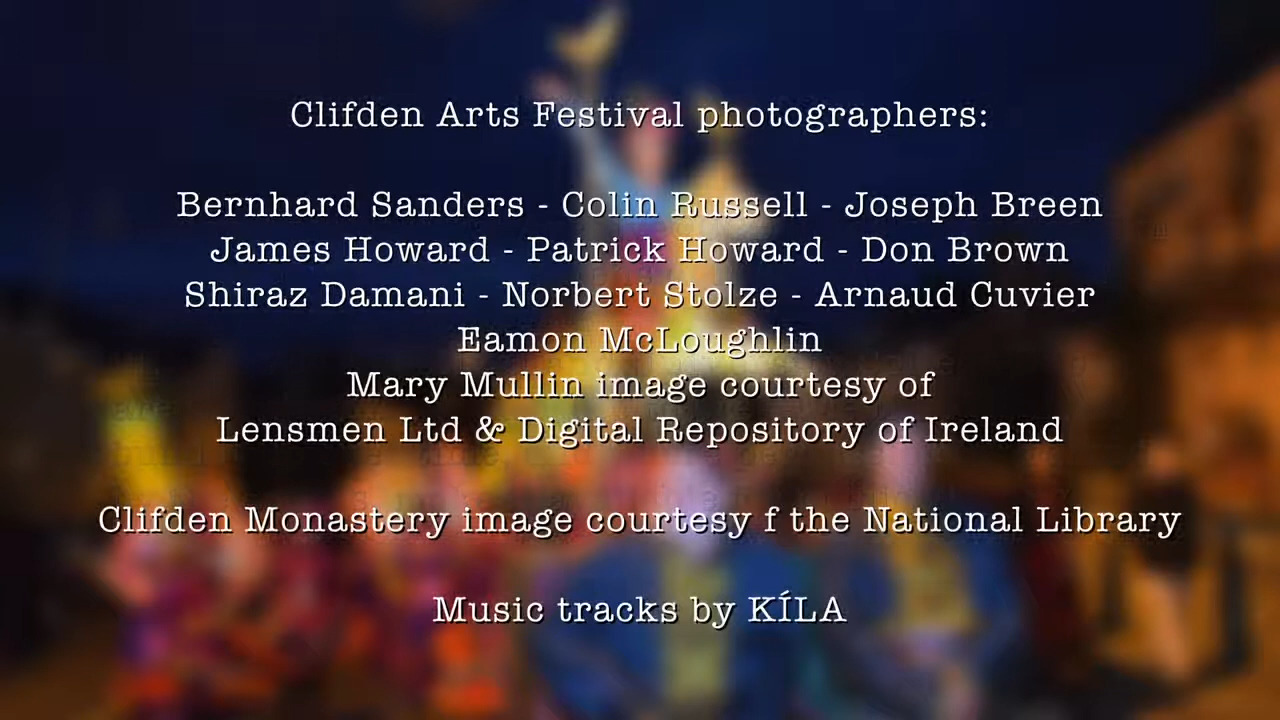 Clifden Arts Festival photographers:
Bernhard Sanders - Colin Russell - Joseph Breen
James Howard - Patrick Howard - Don Brown
Shiraz Damani - Norbert Stolze - Arnaud Cuvier
Eamon McLoughlin
Mary Mullin image courtesy of
Lensmen Ltd & Digital Repository of Ireland
Clifden Monastery image courtesy f the National Library
Music tracks by KÍLA